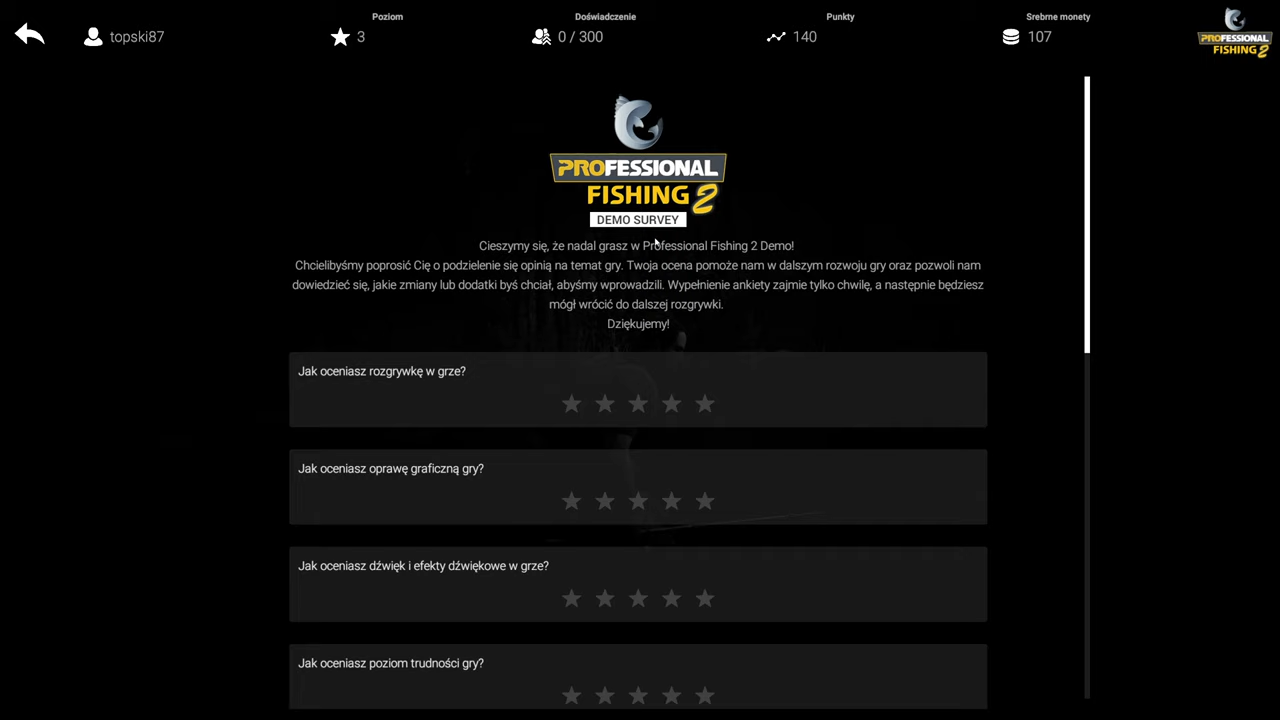 Poziom
Doświadczenie
Punkty
Srebrne monety
topski87
3
0 / 300
140
107
PROFESSIONAL
FISHING 2
PROFESSIONAL
FISHING 2
DEMO SURVEY
Cieszymy się, że nadal grasz w Professional Fishing 2 Demo!
Chcielibyśmy poprosić Cię o podzielenie się opinią na temat gry. Twoja ocena pomoże nam w dalszym rozwoju gry oraz pozwoli nam
dowiedzieć się, jakie zmiany lub dodatki byś chciał, abyśmy wprowadzili. Wypełnienie ankiety zajmie tylko chwilę, a następnie będziesz
mógł wrócić do dalszej rozgrywki.
Dziękujemy!
Jak oceniasz rozgrywkę w grze?
Jak oceniasz oprawę graficzną gry?
Jak oceniasz dźwięk i efekty dźwiękowe w grze?
Jak oceniasz poziom trudności gry?